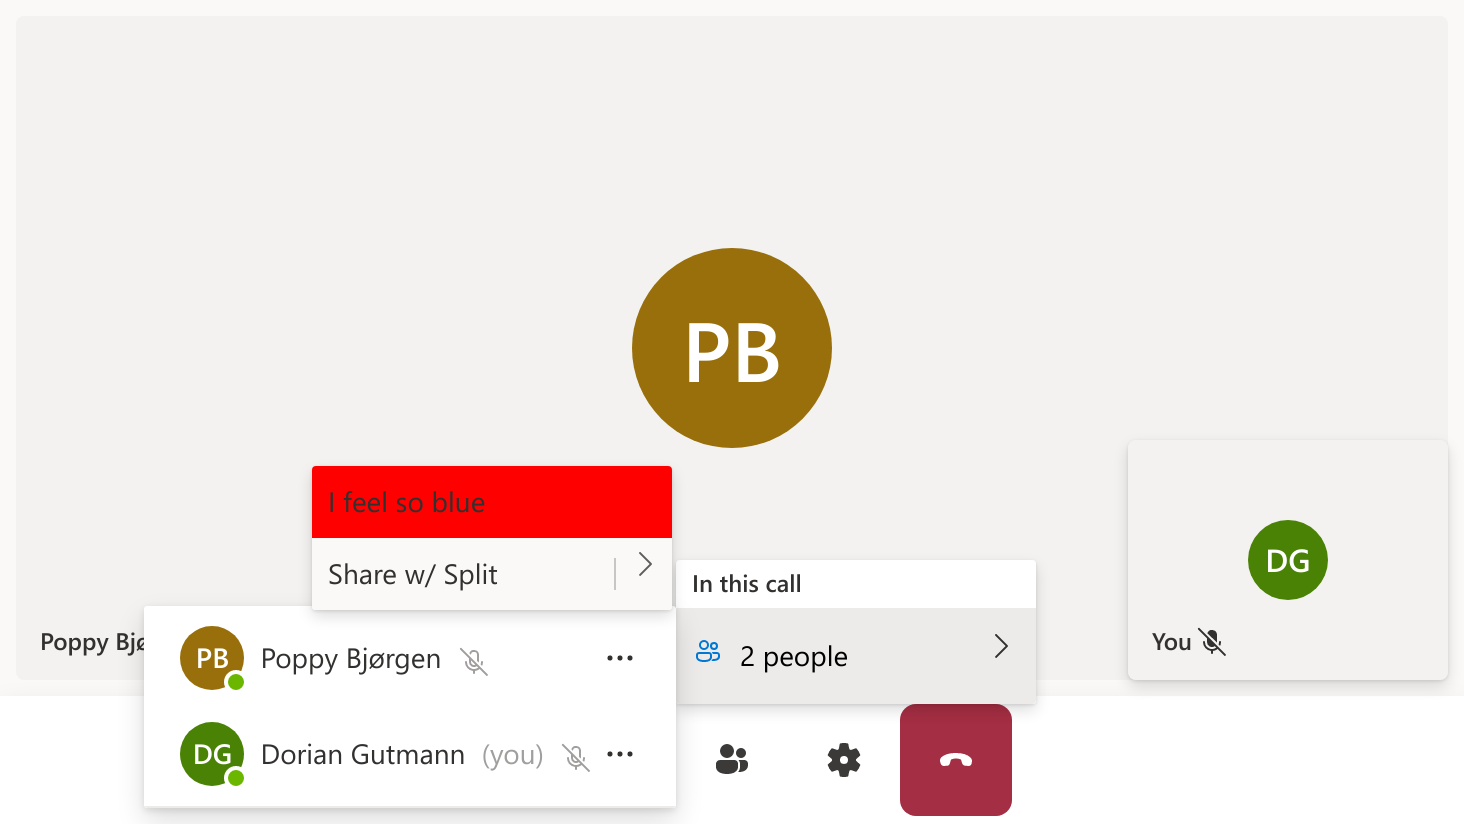 PB
I feel so blue
Share w/ Split
In this call
DG
Poppy Bjø
You
PB Poppy Bjørgen
2 people
DG Dorian Gutmann (you)